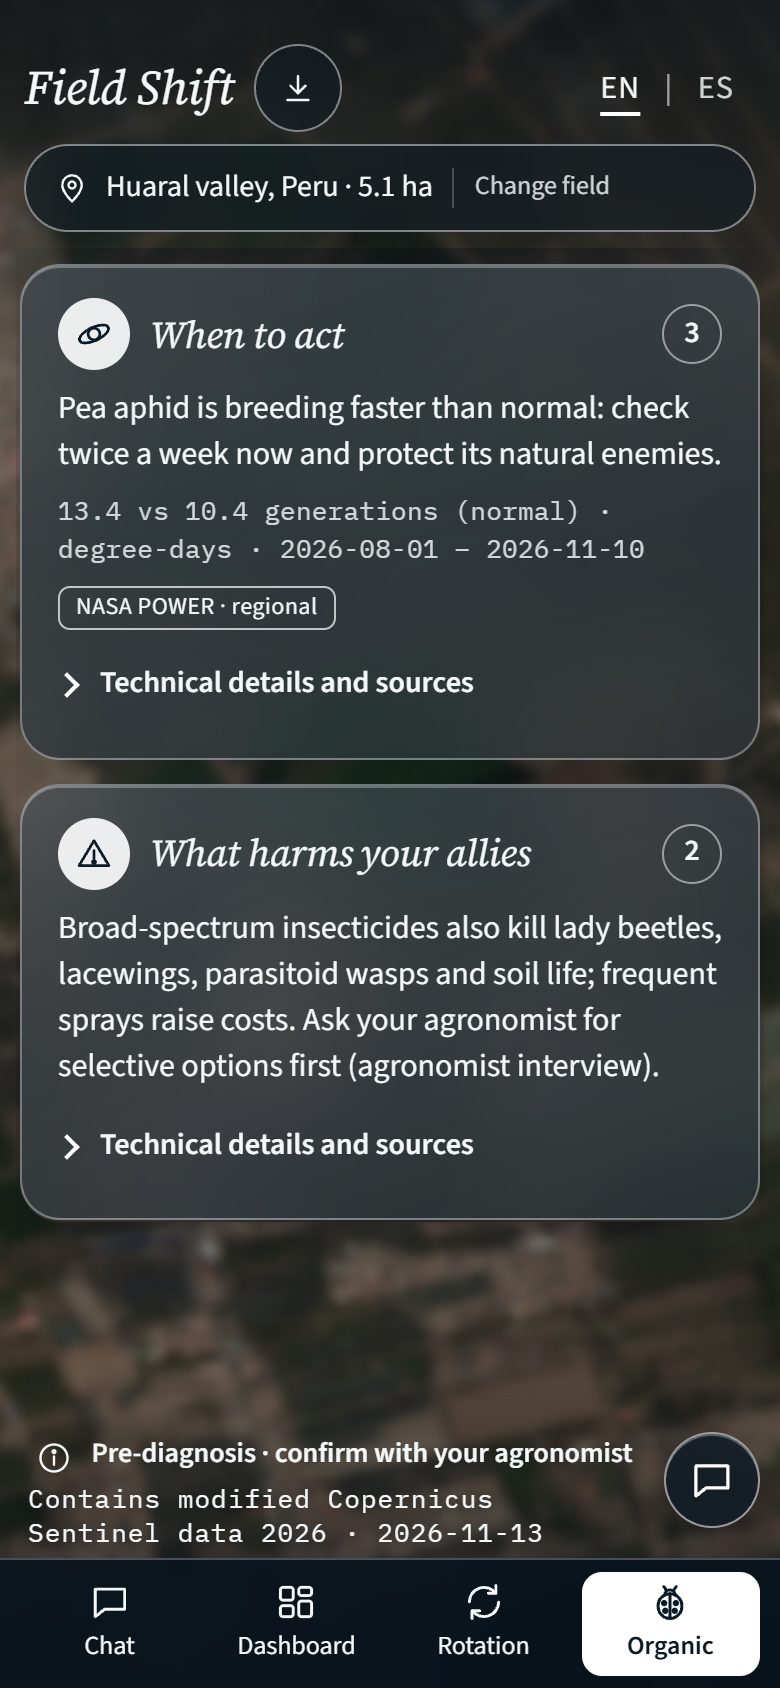 Field Shift
EN | ES
Huaral valley, Peru · 5.1 ha | Change field
When to act
3
Pea aphid is breeding faster than normal: check
twice a week now and protect its natural enemies.
13.4 vs 10.4 generations (normal) ·
degree-days · 2026-08-01 – 2026-11-10
NASA POWER · regional
Technical details and sources
What harms your allies
2
Broad-spectrum insecticides also kill lady beetles,
lacewings, parasitoid wasps and soil life; frequent
sprays raise costs. Ask your agronomist for
selective options first (agronomist interview).
Technical details and sources
Pre-diagnosis · confirm with your agronomist
Contains modified Copernicus
Sentinel data 2026 · 2026-11-13
Chat
Dashboard
Rotation
Organic